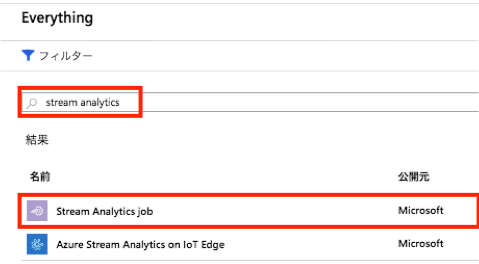 Everything
フィルター
stream analytics
結果
名前 公開元
Stream Analytics job Microsoft
Azure Stream Analytics on IoT Edge Microsoft